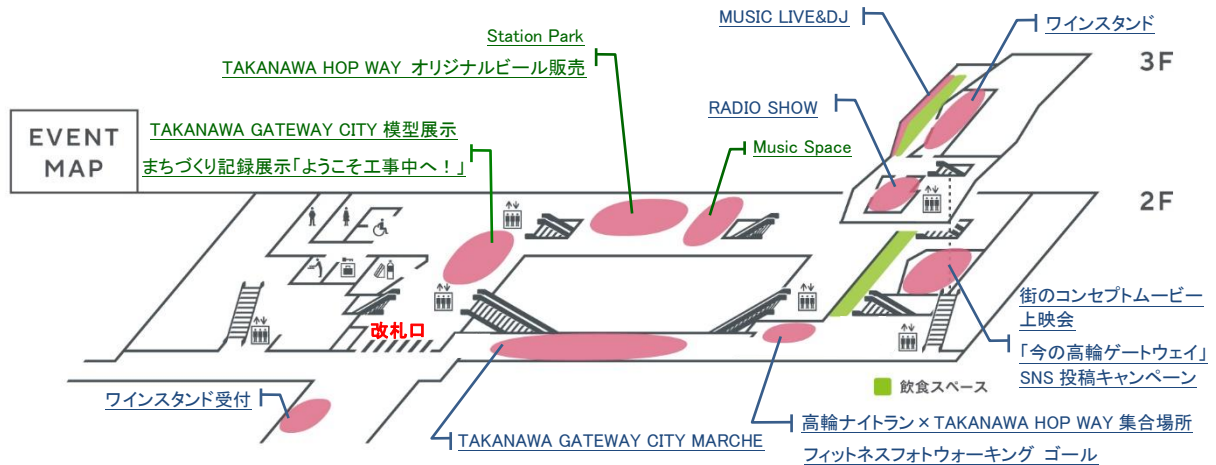 MUSIC LIVE&DJ
ワインスタンド
Station Park
TAKANAWA HOP WAY オリジナルビール販売
3F
RADIO SHOW
EVENT
MAP
TAKANAWA GATEWAY CITY 模型展示
まちづくり記録展示「ようこそ工事中へ！」
Music Space
2F
改札口
街のコンセプトムービー
上映会
「今の高輪ゲートウェイ」
SNS 投稿キャンペーン
飲食スペース
ワインスタンド受付
TAKANAWA GATEWAY CITY MARCHE
高輪ナイトラン×TAKANAWA HOP WAY 集合場所
フィットネスフォトウォーキング ゴール